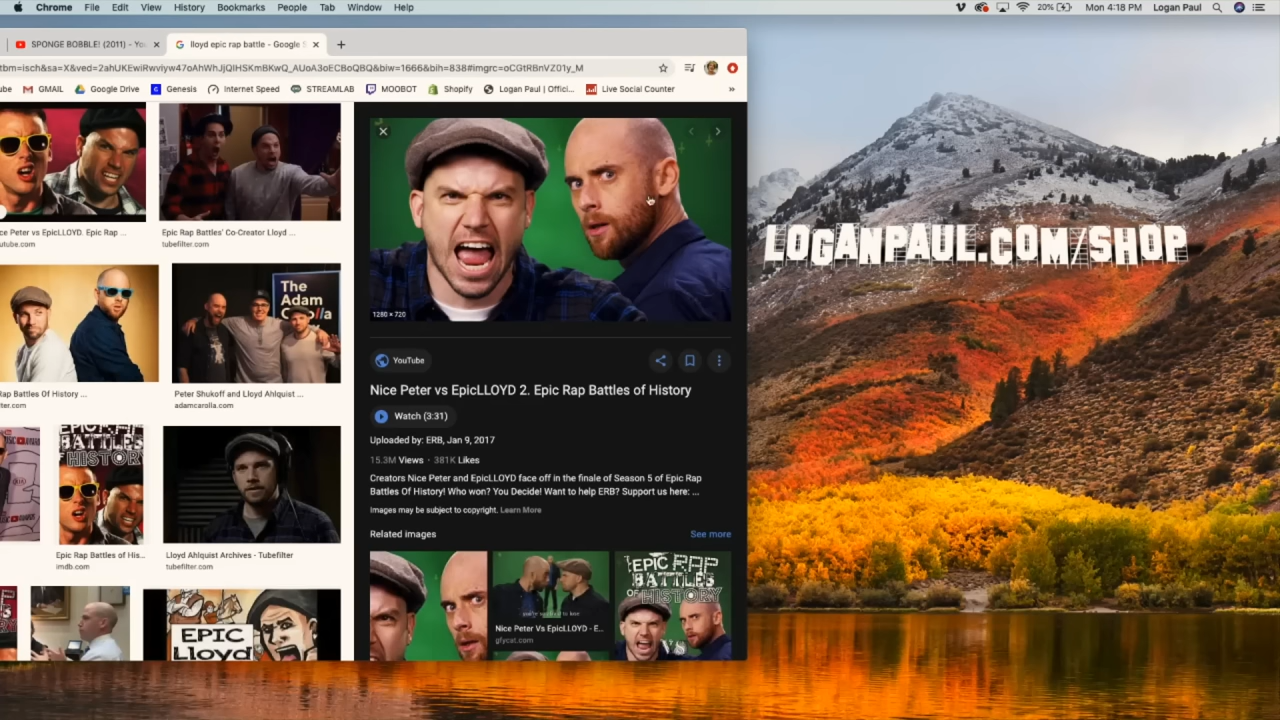 Chrome File Edit View History Bookmarks People Tab Window Help
20% Mon 4:18 PM Logan Paul
SPONGE BOBBLE! (2011) - Yo
lloyd epic rap battle - Google S
tbm=isch&sa=X&ved=2ahUKEwiRwviyw47oAhWhJjQIHSKmBKwQ_AUoA3oECBoQBQ&biw=1666&bih=838#imgrc=oCGtRBnVZ01y_M
ube GMAIL Google Drive Genesis Internet Speed STREAMLAB MOOBOT Shopify Logan Paul | Offici... Live Social Counter »
ce Peter vs EpicLLOYD. Epic Rap ...
utube.com
Epic Rap Battles' Co-Creator Lloyd ...
tubefilter.com
LOGANPAUL.COM/SHOP
1280 × 720
The
Adam
Carolla
YouTube
Rap Battles Of History ...
ter.com
Peter Shukoff and Lloyd Ahlquist ...
adamcarolla.com
Nice Peter vs EpicLLOYD 2. Epic Rap Battles of History
Watch (3:31)
Uploaded by: ERB, Jan 9, 2017
15.3M Views · 381K Likes
Creators Nice Peter and EpicLLOYD face off in the finale of Season 5 of Epic Rap
Battles Of History! Who won? You Decide! Want to help ERB? Support us here: ...
Images may be subject to copyright. Learn More
BATTLES
OF HISTORY
Epic Rap Battles of His...
imdb.com
Lloyd Ahlquist Archives - Tubefilter
tubefilter.com
Related images
See more
EPIC RAP
BATTLES
OF HISTORY
Nice Peter Vs EpicLLOYD - E...
gfycat.com
EPIC
Lloyd